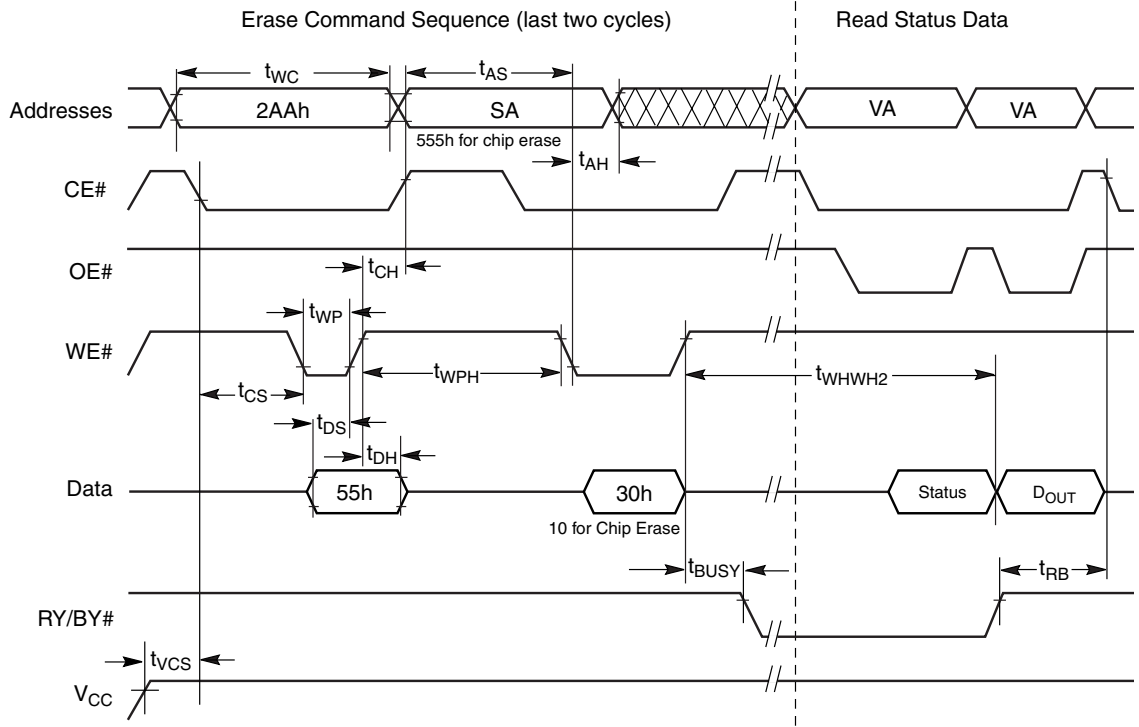 Erase Command Sequence (last two cycles)
Read Status Data
tWC
tAS
Addresses
2AAh
SA
VA
VA
555h for chip erase
tAH
CE#
OE#
tCH
tWP
WE#
tWPH
tWHWH2
tCS
tDS
tDH
Data
55h
30h
Status
DOUT
10 for Chip Erase
tBUSY
tRB
RY/BY#
tVCS
VCC